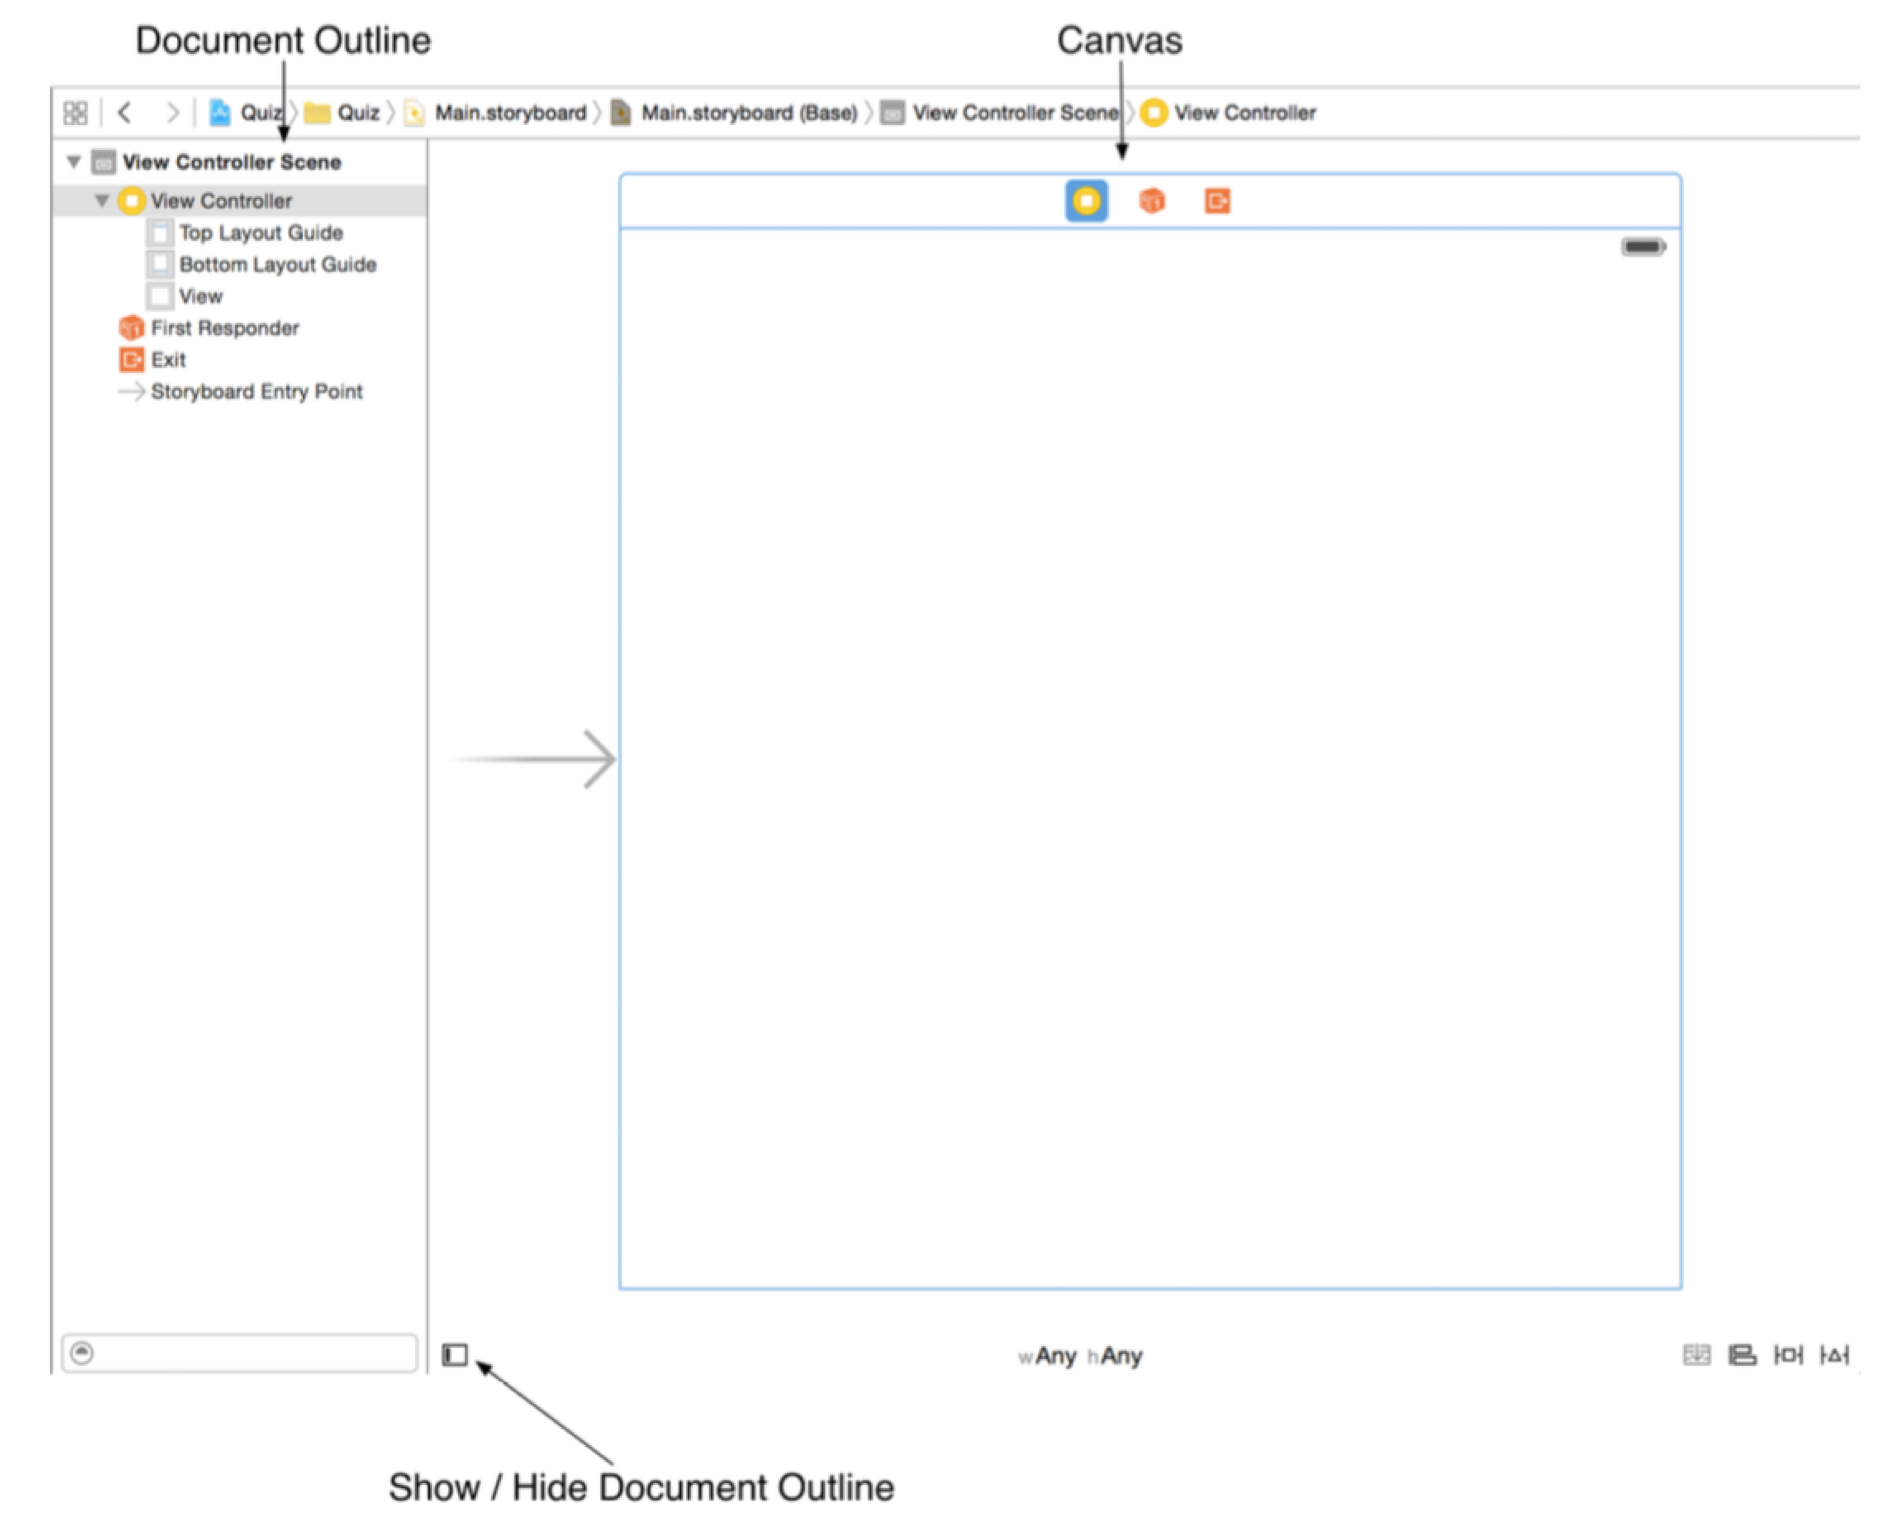 Document Outline
Canvas
Quiz Quiz Main.storyboard Main.storyboard (Base) View Controller Scene View Controller
View Controller Scene
View Controller
Top Layout Guide
Bottom Layout Guide
View
First Responder
Exit
Storyboard Entry Point
wAny hAny
Show / Hide Document Outline